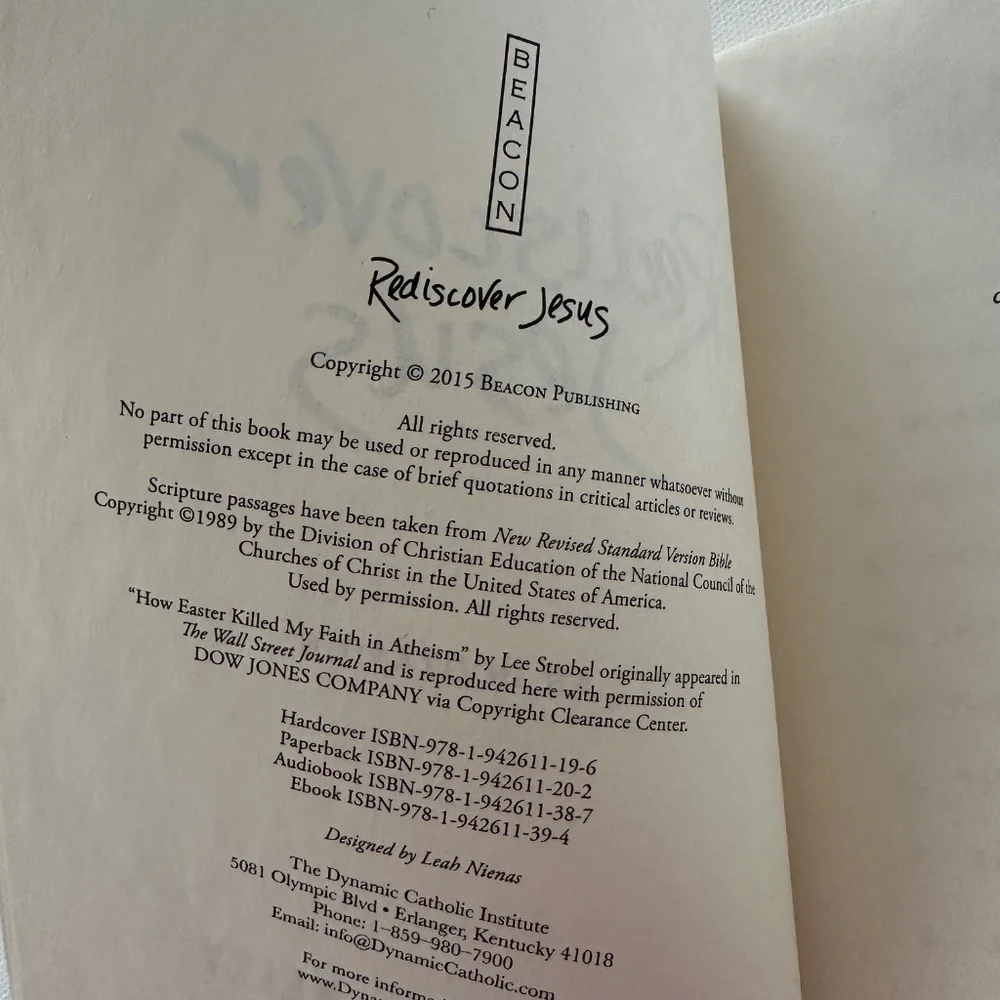 BEACON
Rediscover Jesus
Copyright © 2015 BEACON PUBLISHING
All rights reserved.
No part of this book may be used or reproduced in any manner whatsoever without
permission except in the case of brief quotations in critical articles or reviews.
Scripture passages have been taken from New Revised Standard Version Bible
Copyright ©1989 by the Division of Christian Education of the National Council of the
Churches of Christ in the United States of America.
Used by permission. All rights reserved.
“How Easter Killed My Faith in Atheism” by Lee Strobel originally appeared in
The Wall Street Journal and is reproduced here with permission of
DOW JONES COMPANY via Copyright Clearance Center.
Hardcover ISBN-978-1-942611-19-6
Paperback ISBN-978-1-942611-20-2
Audiobook ISBN-978-1-942611-38-7
Ebook ISBN-978-1-942611-39-4
Designed by Leah Nienas
The Dynamic Catholic Institute
5081 Olympic Blvd • Erlanger, Kentucky 41018
Phone: 1-859-980-7900
Email: info@DynamicCatholic.com
For more